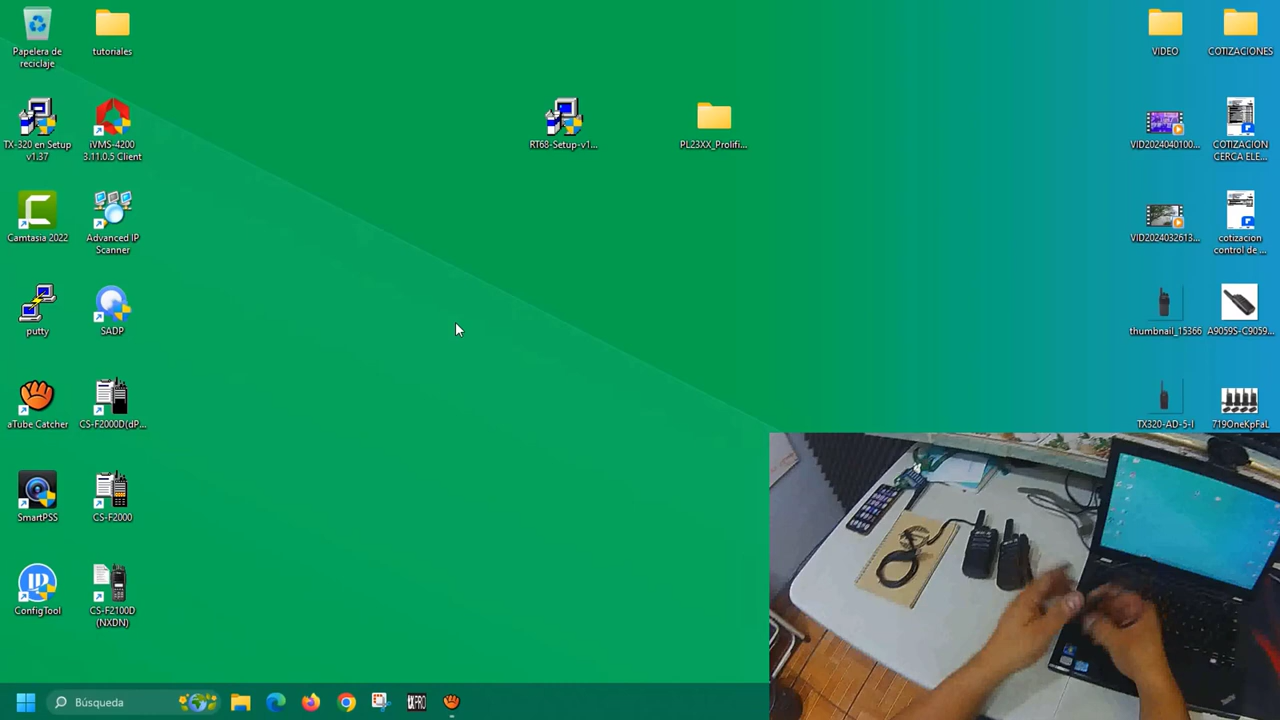 Papelera de
reciclaje
tutoriales
TX-320 en Setup
v1.37
iVMS-4200
3.11.0.5 Client
Camtasia 2022
Advanced IP
Scanner
putty
SADP
aTube Catcher
CS-F2000D(dP...
SmartPSS
CS-F2000
ConfigTool
CS-F2100D
(NXDN)
RT68-Setup-v1...
PL23XX_Prolifi...
VIDEO
COTIZACIONES
VID2024040100...
COTIZACION
CERCA ELE...
VID2024032613...
cotizacion
control de ...
thumbnail_15366
A9059S-C9059...
TX320-AD-5-I
719OneKpFaL
Búsqueda
PRO